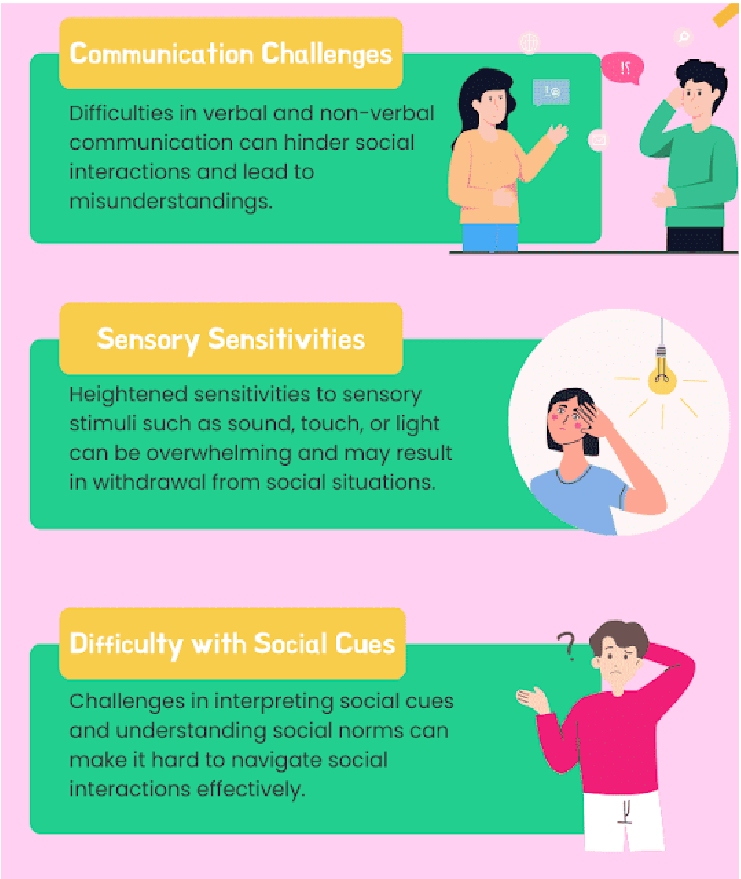 Communication Challenges
Difficulties in verbal and non-verbal
communication can hinder social
interactions and lead to
misunderstandings.
!?
Sensory Sensitivities
Heightened sensitivities to sensory
stimuli such as sound, touch, or light
can be overwhelming and may result
in withdrawal from social situations.
Difficulty with Social Cues
?
Challenges in interpreting social cues
and understanding social norms can
make it hard to navigate social
interactions effectively.